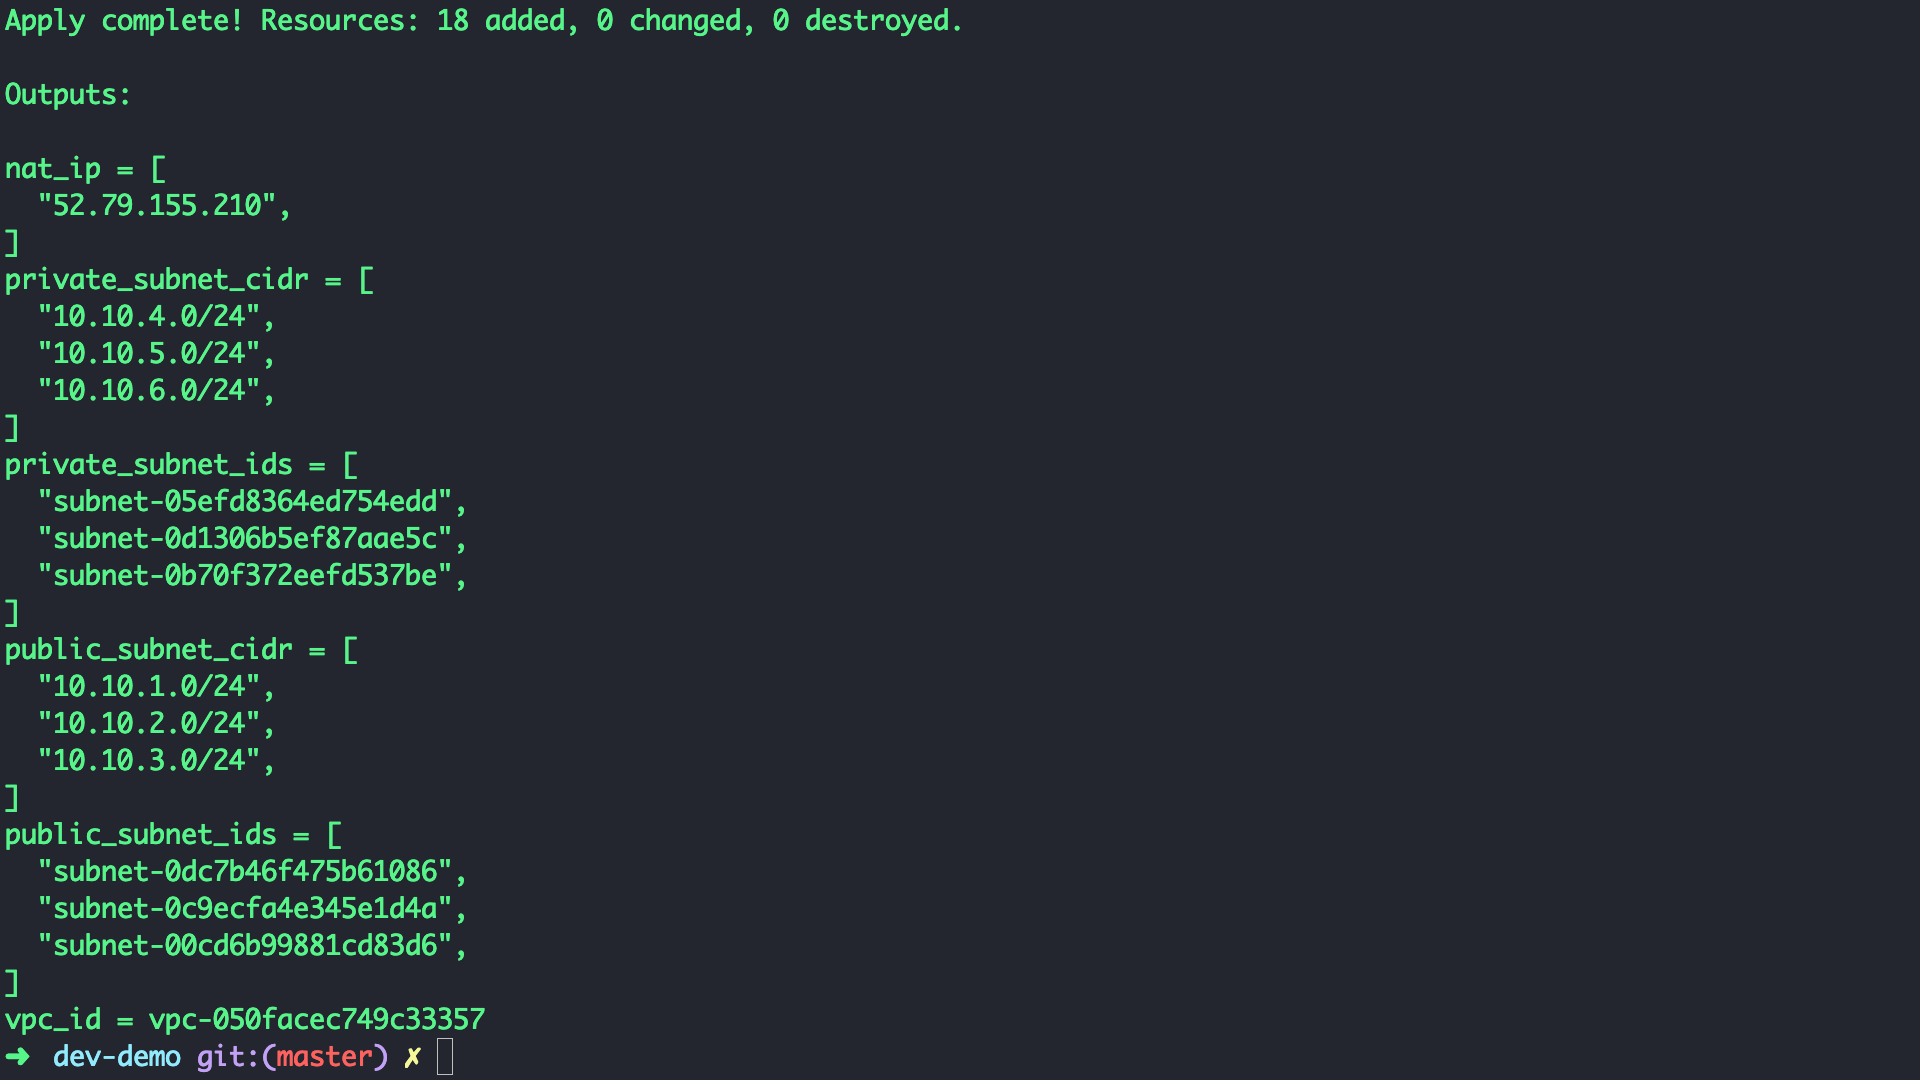 Apply complete! Resources: 18 added, 0 changed, 0 destroyed.
Outputs:
nat_ip = [
  "52.79.155.210",
]
private_subnet_cidr = [
  "10.10.4.0/24",
  "10.10.5.0/24",
  "10.10.6.0/24",
]
private_subnet_ids = [
  "subnet-05efd8364ed754edd",
  "subnet-0d1306b5ef87aae5c",
  "subnet-0b70f372eefd537be",
]
public_subnet_cidr = [
  "10.10.1.0/24",
  "10.10.2.0/24",
  "10.10.3.0/24",
]
public_subnet_ids = [
  "subnet-0dc7b46f475b61086",
  "subnet-0c9ecfa4e345e1d4a",
  "subnet-00cd6b99881cd83d6",
]
vpc_id = vpc-050facec749c33357
➜  dev-demo git:(master) ✗